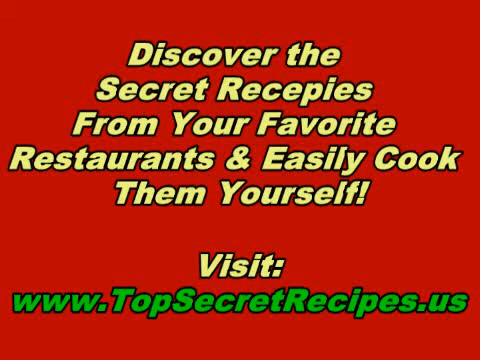 Discover the
Secret Recepies
From Your Favorite
Restaurants & Easily Cook
Them Yourself!
Visit:
www.TopSecretRecipes.us